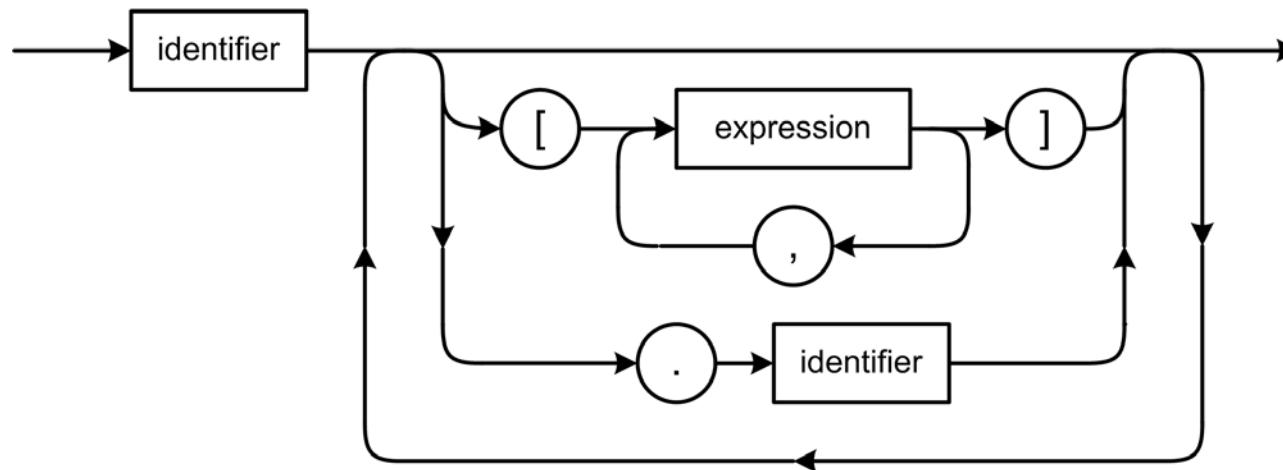 identifier
[ expression ]
,
. identifier